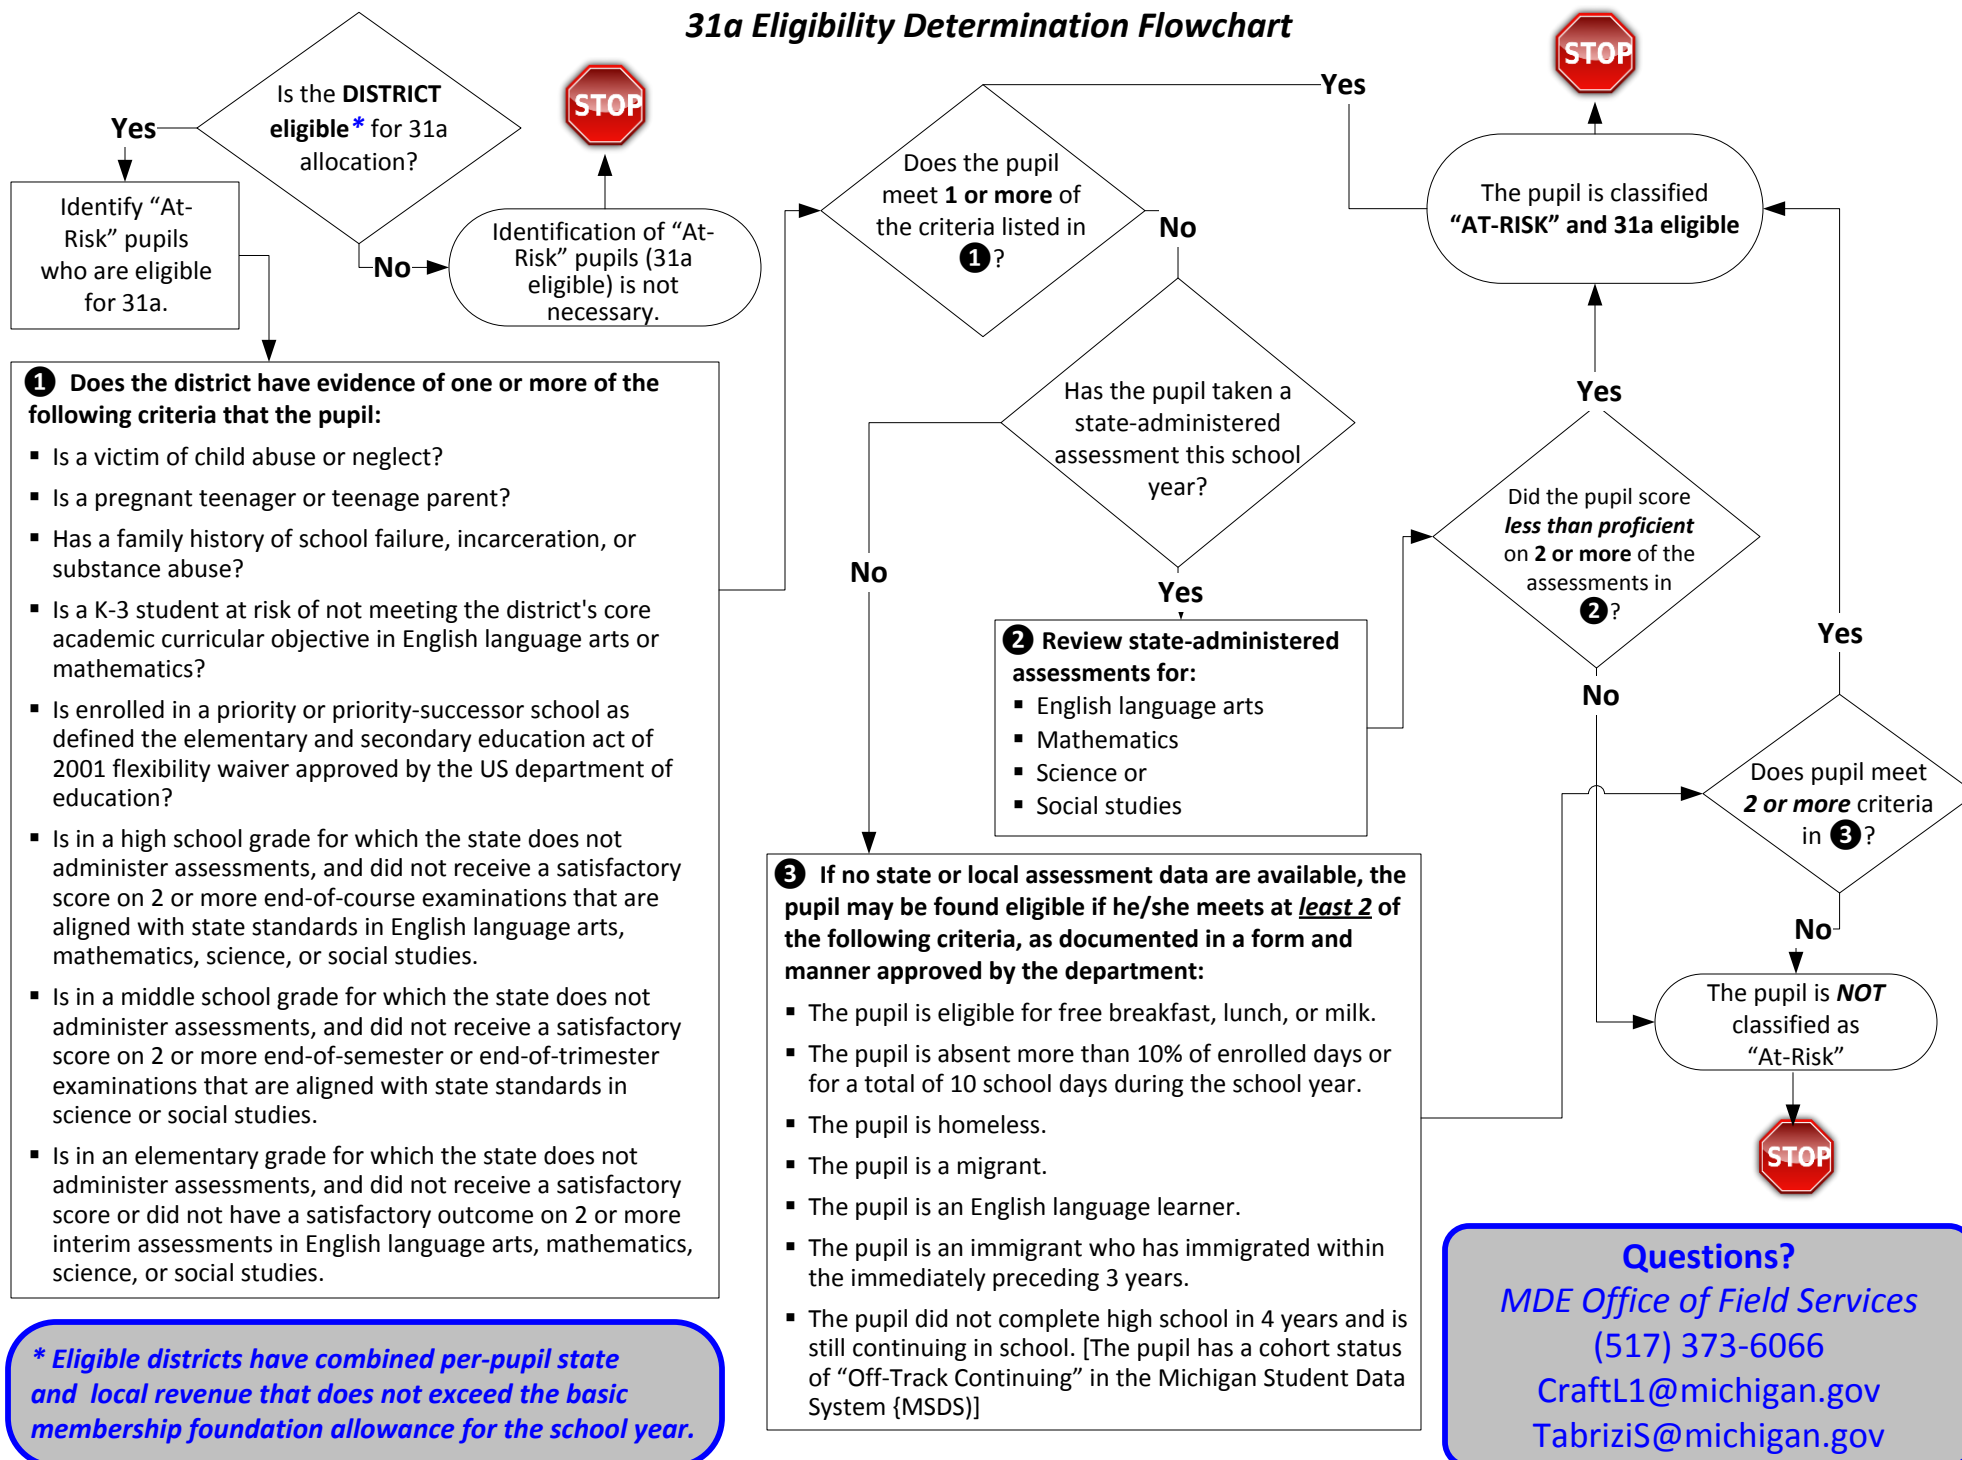 31a Eligibility Determination Flowchart
Is the DISTRICT
eligible* for 31a
allocation?
Yes
No
STOP
Identify “At-
Risk” pupils
who are eligible
for 31a.
Identification of “At-
Risk” pupils (31a
eligible) is not
necessary.
❶ Does the district have evidence of one or more of the
following criteria that the pupil:
▪ Is a victim of child abuse or neglect?
▪ Is a pregnant teenager or teenage parent?
▪ Has a family history of school failure, incarceration, or
substance abuse?
▪ Is a K-3 student at risk of not meeting the district's core
academic curricular objective in English language arts or
mathematics?
▪ Is enrolled in a priority or priority-successor school as
defined the elementary and secondary education act of
2001 flexibility waiver approved by the US department of
education?
▪ Is in a high school grade for which the state does not
administer assessments, and did not receive a satisfactory
score on 2 or more end-of-course examinations that are
aligned with state standards in English language arts,
mathematics, science, or social studies.
▪ Is in a middle school grade for which the state does not
administer assessments, and did not receive a satisfactory
score on 2 or more end-of-semester or end-of-trimester
examinations that are aligned with state standards in
science or social studies.
▪ Is in an elementary grade for which the state does not
administer assessments, and did not receive a satisfactory
score or did not have a satisfactory outcome on 2 or more
interim assessments in English language arts, mathematics,
science, or social studies.
* Eligible districts have combined per-pupil state
and local revenue that does not exceed the basic
membership foundation allowance for the school year.
Does the pupil
meet 1 or more of
the criteria listed in
❶?
Yes
No
Has the pupil taken a
state-administered
assessment this school
year?
No
Yes
❷ Review state-administered
assessments for:
▪ English language arts
▪ Mathematics
▪ Science or
▪ Social studies
❸ If no state or local assessment data are available, the
pupil may be found eligible if he/she meets at least 2 of
the following criteria, as documented in a form and
manner approved by the department:
▪ The pupil is eligible for free breakfast, lunch, or milk.
▪ The pupil is absent more than 10% of enrolled days or
for a total of 10 school days during the school year.
▪ The pupil is homeless.
▪ The pupil is a migrant.
▪ The pupil is an English language learner.
▪ The pupil is an immigrant who has immigrated within
the immediately preceding 3 years.
▪ The pupil did not complete high school in 4 years and is
still continuing in school. [The pupil has a cohort status
of “Off-Track Continuing” in the Michigan Student Data
System {MSDS)]
STOP
The pupil is classified
“AT-RISK” and 31a eligible
Yes
Did the pupil score
less than proficient
on 2 or more of the
assessments in
❷?
No
Yes
Does pupil meet
2 or more criteria
in ❸?
No
The pupil is NOT
classified as
“At-Risk”
STOP
Questions?
MDE Office of Field Services
(517) 373-6066
CraftL1@michigan.gov
TabriziS@michigan.gov